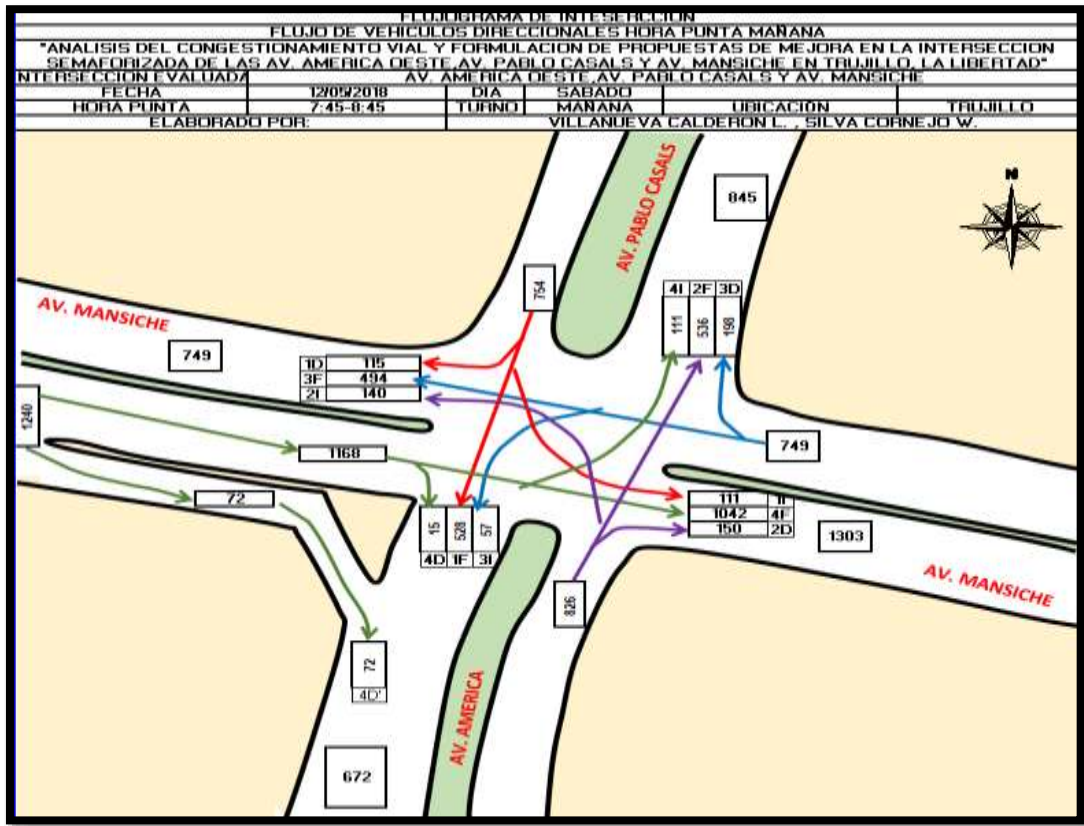 FLUJOGRAMA DE INTESERCCION
FLUJO DE VEHICULOS DIRECCIONALES HORA PUNTA MAÑANA
"ANALISIS DEL CONGESTIONAMIENTO VIAL Y FORMULACION DE PROPUESTAS DE MEJORA EN LA INTERSECCION
SEMAFORIZADA DE LAS AV. AMERICA OESTE,AV. PABLO CASALS Y AV. MANSICHE EN TRUJILLO, LA LIBERTAD"
NTERSECCION EVALUADA AV. AMERICA OESTE,AV. PABLO CASALS Y AV. MANSICHE
FECHA 12/05/2018 DIA SABADO
HORA PUNTA 7:45-8:45 TURNO MAÑANA UBICACIÓN TRUJILLO
ELABORADO POR: VILLANUEVA CALDERON L. , SILVA CORNEJO W.
N
AV. PABLO CASALS
845
754
4I 2F 3D
111 536 198
AV. MANSICHE
749
1D 115
3F 494
2I 140
1240
1168
749
72
111
1042 4F
150 2D
1303
15 528 57
4D 1F 3I
AV. MANSICHE
826
72
4D'
AV. AMERICA
672